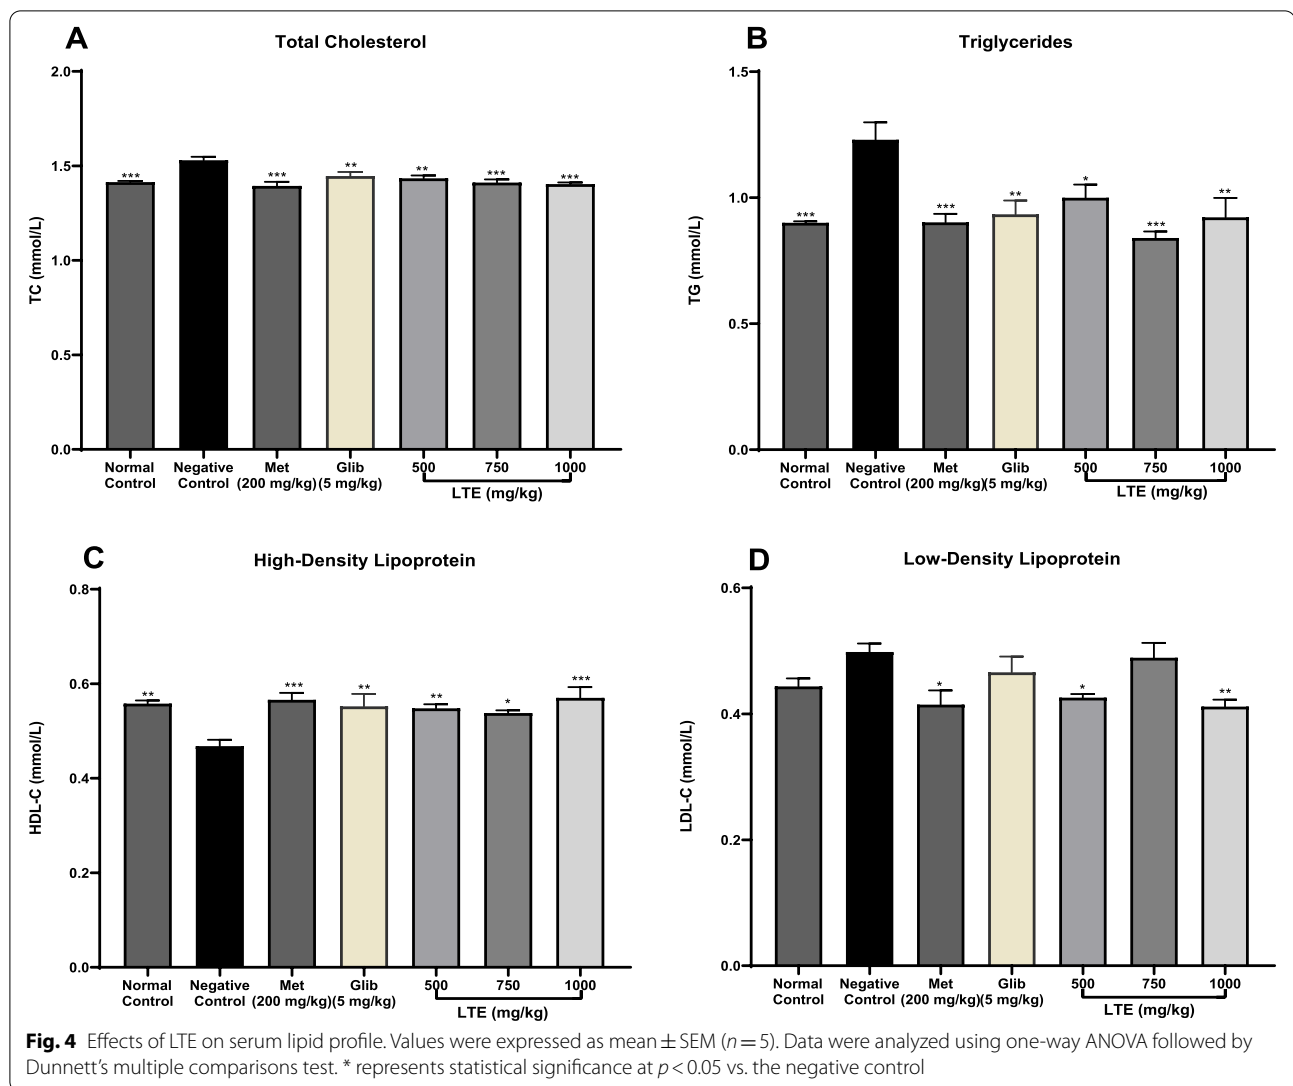 A
Total Cholesterol
2.0
1.5
1.0
0.5
0.0
TC (mmol/L)
***
***
**
**
***
***
Normal Control
Negative Control
Met (200 mg/kg)
Glib (5 mg/kg)
500
750
1000
LTE (mg/kg)
B
Triglycerides
1.5
1.0
0.5
0.0
TG (mmol/L)
***
***
**
*
***
**
Normal Control
Negative Control
Met (200 mg/kg)
Glib (5 mg/kg)
500
750
1000
LTE (mg/kg)
C
High-Density Lipoprotein
0.8
0.6
0.4
0.2
0.0
HDL-C (mmol/L)
**
***
**
**
*
***
Normal Control
Negative Control
Met (200 mg/kg)
Glib (5 mg/kg)
500
750
1000
LTE (mg/kg)
D
Low-Density Lipoprotein
0.6
0.4
0.2
0.0
LDL-C (mmol/L)
*
*
**
Normal Control
Negative Control
Met (200 mg/kg)
Glib (5 mg/kg)
500
750
1000
LTE (mg/kg)
Fig. 4 Effects of LTE on serum lipid profile. Values were expressed as mean ± SEM (n = 5). Data were analyzed using one-way ANOVA followed by
Dunnett's multiple comparisons test. * represents statistical significance at p < 0.05 vs. the negative control